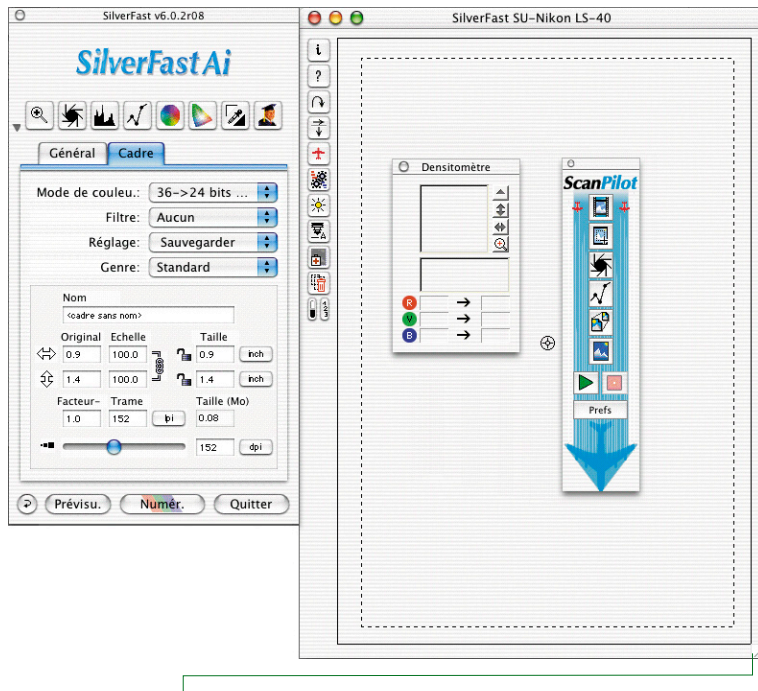 SilverFast v6.0.2r08
SilverFast Ai
Général Cadre
Mode de couleu.: 36->24 bits ...
Filtre: Aucun
Réglage: Sauvegarder
Genre: Standard
Nom
<cadre sans nom>
Original Echelle Taille
0.9 100.0 0.9 inch
1.4 100.0 1.4 inch
Facteur- Trame Taille (Mo)
1.0 152 lpi 0.08
152 dpi
Prévisu. Numér. Quitter
SilverFast SU-Nikon LS-40
i
?
A
Densitomètre
R
V
B
ScanPilot
Prefs